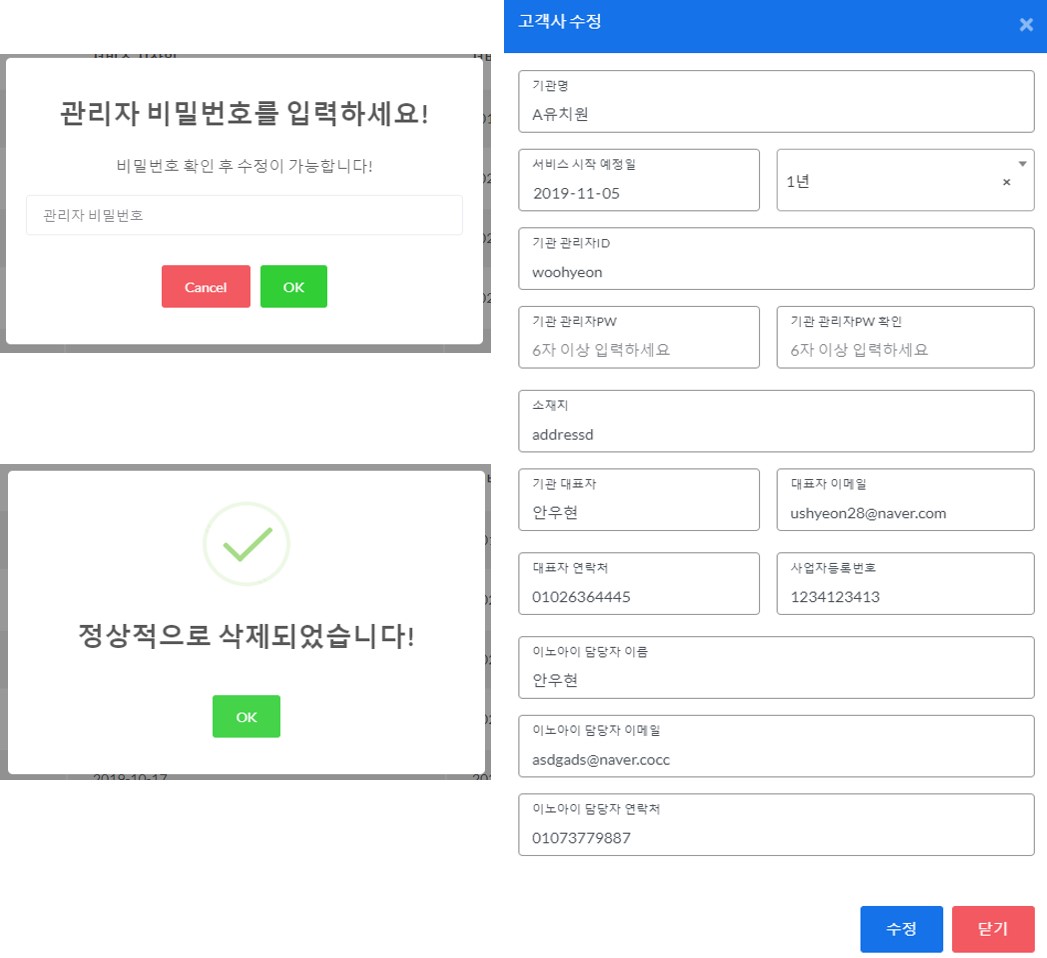 관리자 비밀번호를 입력하세요!
비밀번호 확인 후 수정이 가능합니다!
관리자 비밀번호
Cancel
OK
정상적으로 삭제되었습니다!
OK
2019-10-17
고객사 수정
×
기관명
A유치원
서비스 시작 예정일
2019-11-05
1년
×
기관 관리자ID
woohyeon
기관 관리자PW
6자 이상 입력하세요
기관 관리자PW 확인
6자 이상 입력하세요
소재지
addressd
기관 대표자
안우현
대표자 이메일
ushyeon28@naver.com
대표자 연락처
01026364445
사업자등록번호
1234123413
이노아이 담당자 이름
안우현
이노아이 담당자 이메일
asdgads@naver.cocc
이노아이 담당자 연락처
01073779887
수정
닫기